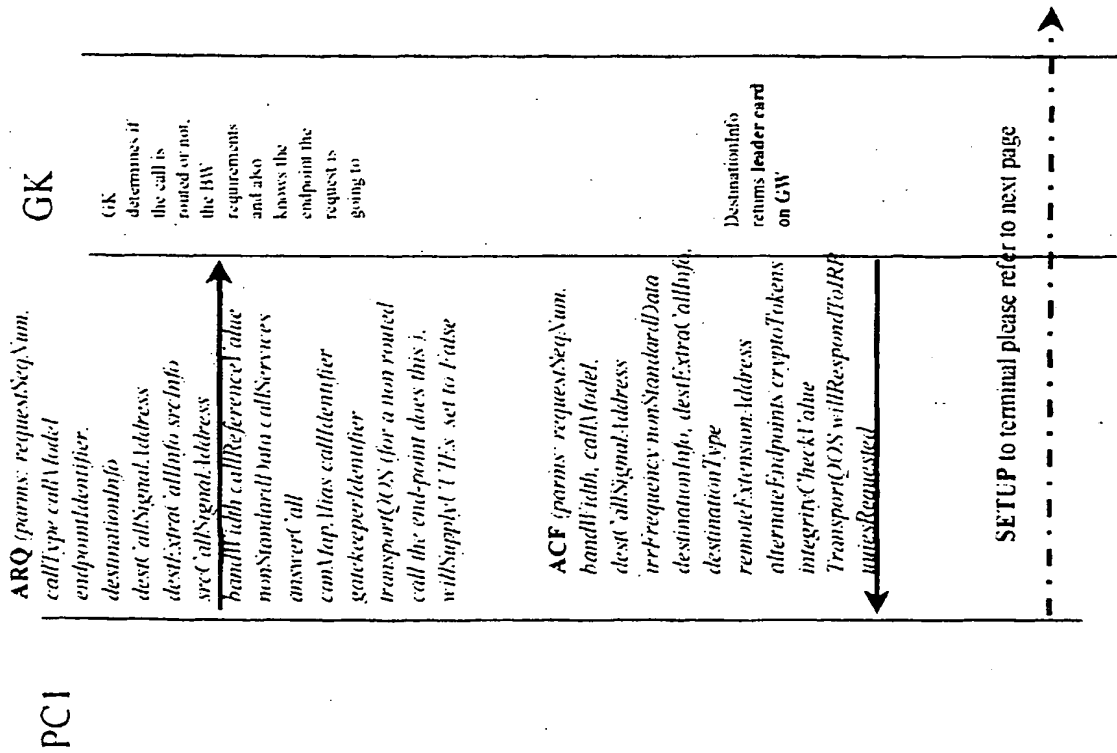 PC1
GK
ARQ (params: requestSeqNum,
callType callModel
endpointIdentifier,
destinationInfo
destCallSignalAddress
destExtraCallInfo srcInfo
srcCallSignalAddress
bandWidth callReferenceValue
nonStandardData callServices
answerCall
canMapAlias callIdentifier
gatekeeperIdentifier
transportQOS (for a non routed
call the end-point does this ).
willSupplyUUIEs set to False
GK
determines if
the call is
routed or not,
the BW
requirements
and also
knows the
endpoint the
request is
going to
ACF (params: requestSeqNum,
bandWidth, callModel,
destCallSignalAddress
irrFrequency nonStandardData
destinationInfo, destExtraCallInfo,
destinationType
remoteExtensionAddress
alternateEndpoints cryptoTokens
integrityCheckValue
TransportQOS willRespondToIRR
uuiesRequested
DestinationInfo
returns leader card
on GW
SETUP to terminal please refer to next page